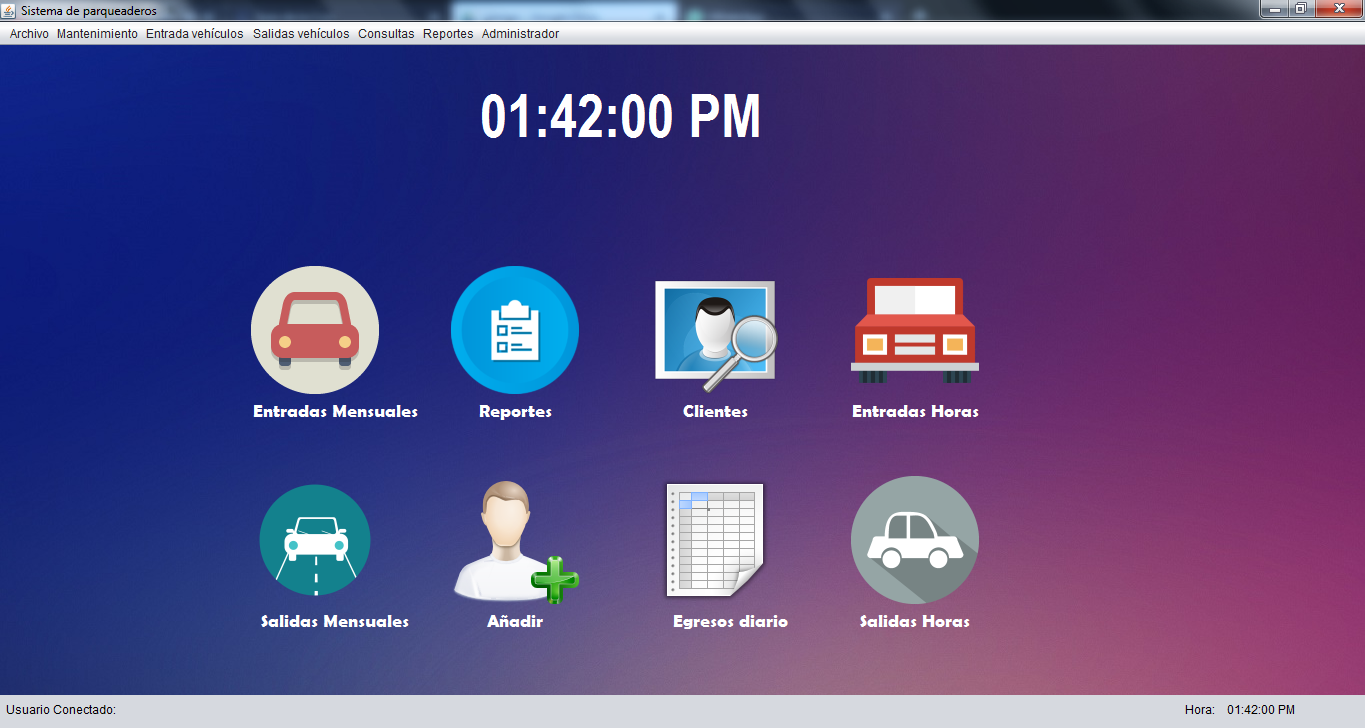 Sistema de parqueaderos
Archivo Mantenimiento Entrada vehículos Salidas vehículos Consultas Reportes Administrador
01:42:00 PM
Entradas Mensuales Reportes Clientes Entradas Horas
Salidas Mensuales Añadir Egresos diario Salidas Horas
Usuario Conectado: Hora: 01:42:00 PM